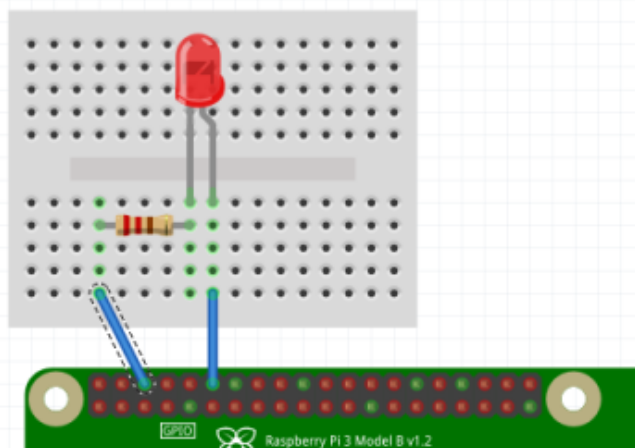 GPIO
Raspberry Pi 3 Model B v1.2